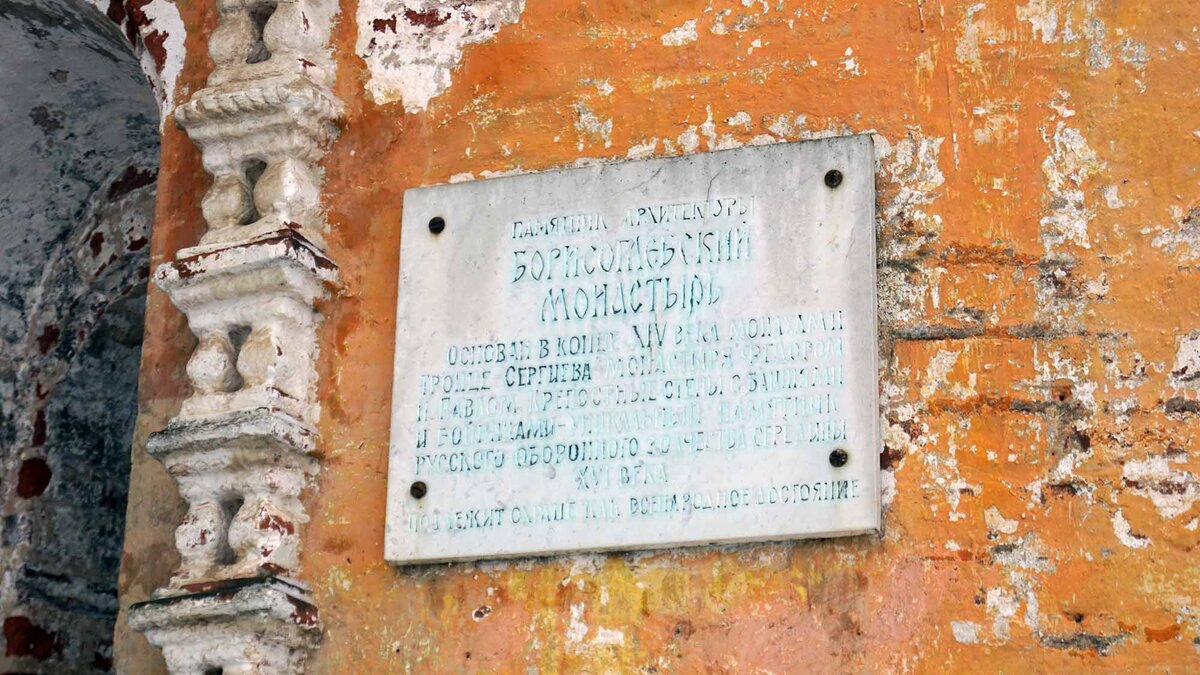 ПАМЯТНИК АРХИТЕКТУРЫ
БОРИСОГЛЕБСКИЙ
МОНАСТЫРЬ
ОСНОВАН В КОНЦЕ XIV ВЕКА МОНАХАМИ
ТРОИЦЕ СЕРГИЕВА МОНАСТЫРЯ ФЕДОРОМ
И ПАВЛОМ. КРЕПОСТНЫЕ СТЕНЫ С БАШНЯМИ
И БОЙНИЦАМИ-УНИКАЛЬНЫЙ ПАМЯТНИК
РУССКОГО ОБОРОННОГО ЗОДЧЕСТВА СЕРЕДИНЫ
XVI ВЕКА
ПОДЛЕЖИТ ОХРАНЕ КАК ВСЕНАРОДНОЕ ДОСТОЯНИЕ